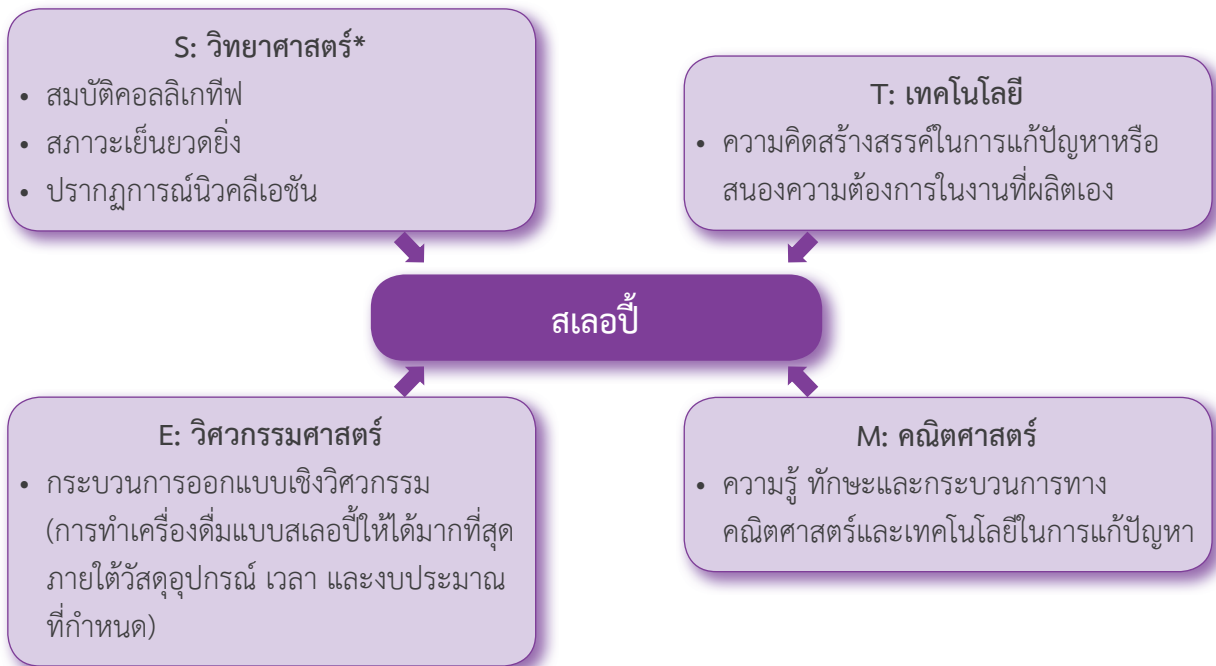 S: วิทยาศาสตร์*
• สมบัติคอลลิเกทีฟ
• สภาวะเย็นยวดยิ่ง
• ปรากฏการณ์นิวคลีเอชัน
T: เทคโนโลยี
• ความคิดสร้างสรรค์ในการแก้ปัญหาหรือ
สนองความต้องการในงานที่ผลิตเอง
สเลอปี้
E: วิศวกรรมศาสตร์
• กระบวนการออกแบบเชิงวิศวกรรม
(การทำเครื่องดื่มแบบสเลอปี้ให้ได้มากที่สุด
ภายใต้วัสดุอุปกรณ์ เวลา และงบประมาณ
ที่กำหนด)
M: คณิตศาสตร์
• ความรู้ ทักษะและกระบวนการทาง
คณิตศาสตร์และเทคโนโลยีในการแก้ปัญหา